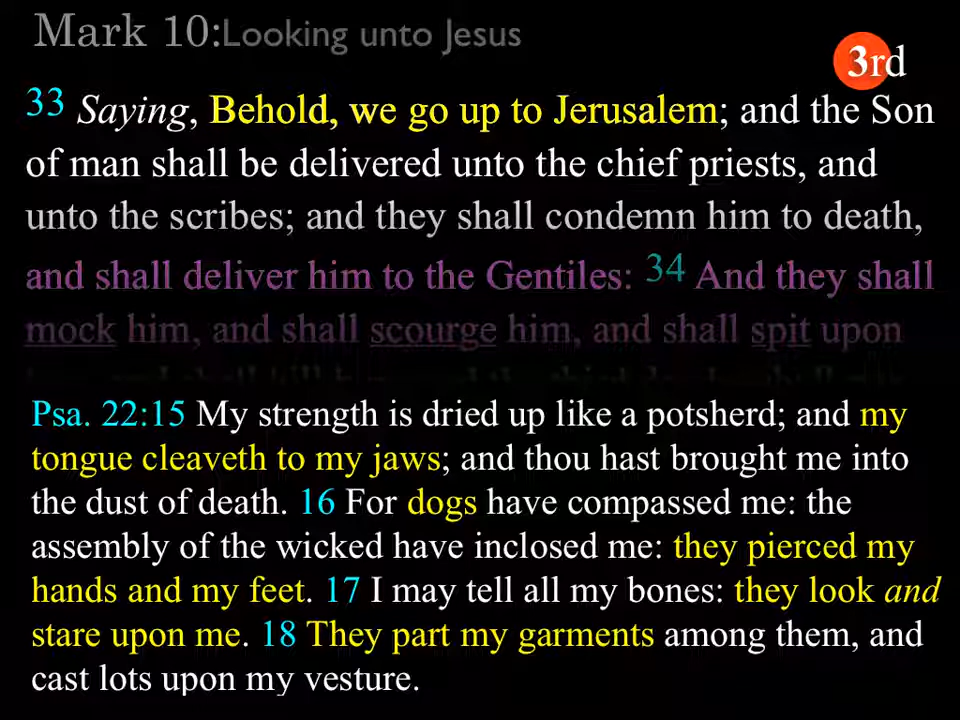 Mark 10:Looking unto Jesus
3rd
33 Saying, Behold, we go up to Jerusalem; and the Son
of man shall be delivered unto the chief priests, and
unto the scribes; and they shall condemn him to death,
and shall deliver him to the Gentiles: 34 And they shall
mock him, and shall scourge him, and shall spit upon
Psa. 22:15 My strength is dried up like a potsherd; and my
tongue cleaveth to my jaws; and thou hast brought me into
the dust of death. 16 For dogs have compassed me: the
assembly of the wicked have inclosed me: they pierced my
hands and my feet. 17 I may tell all my bones: they look and
stare upon me. 18 They part my garments among them, and
cast lots upon my vesture.